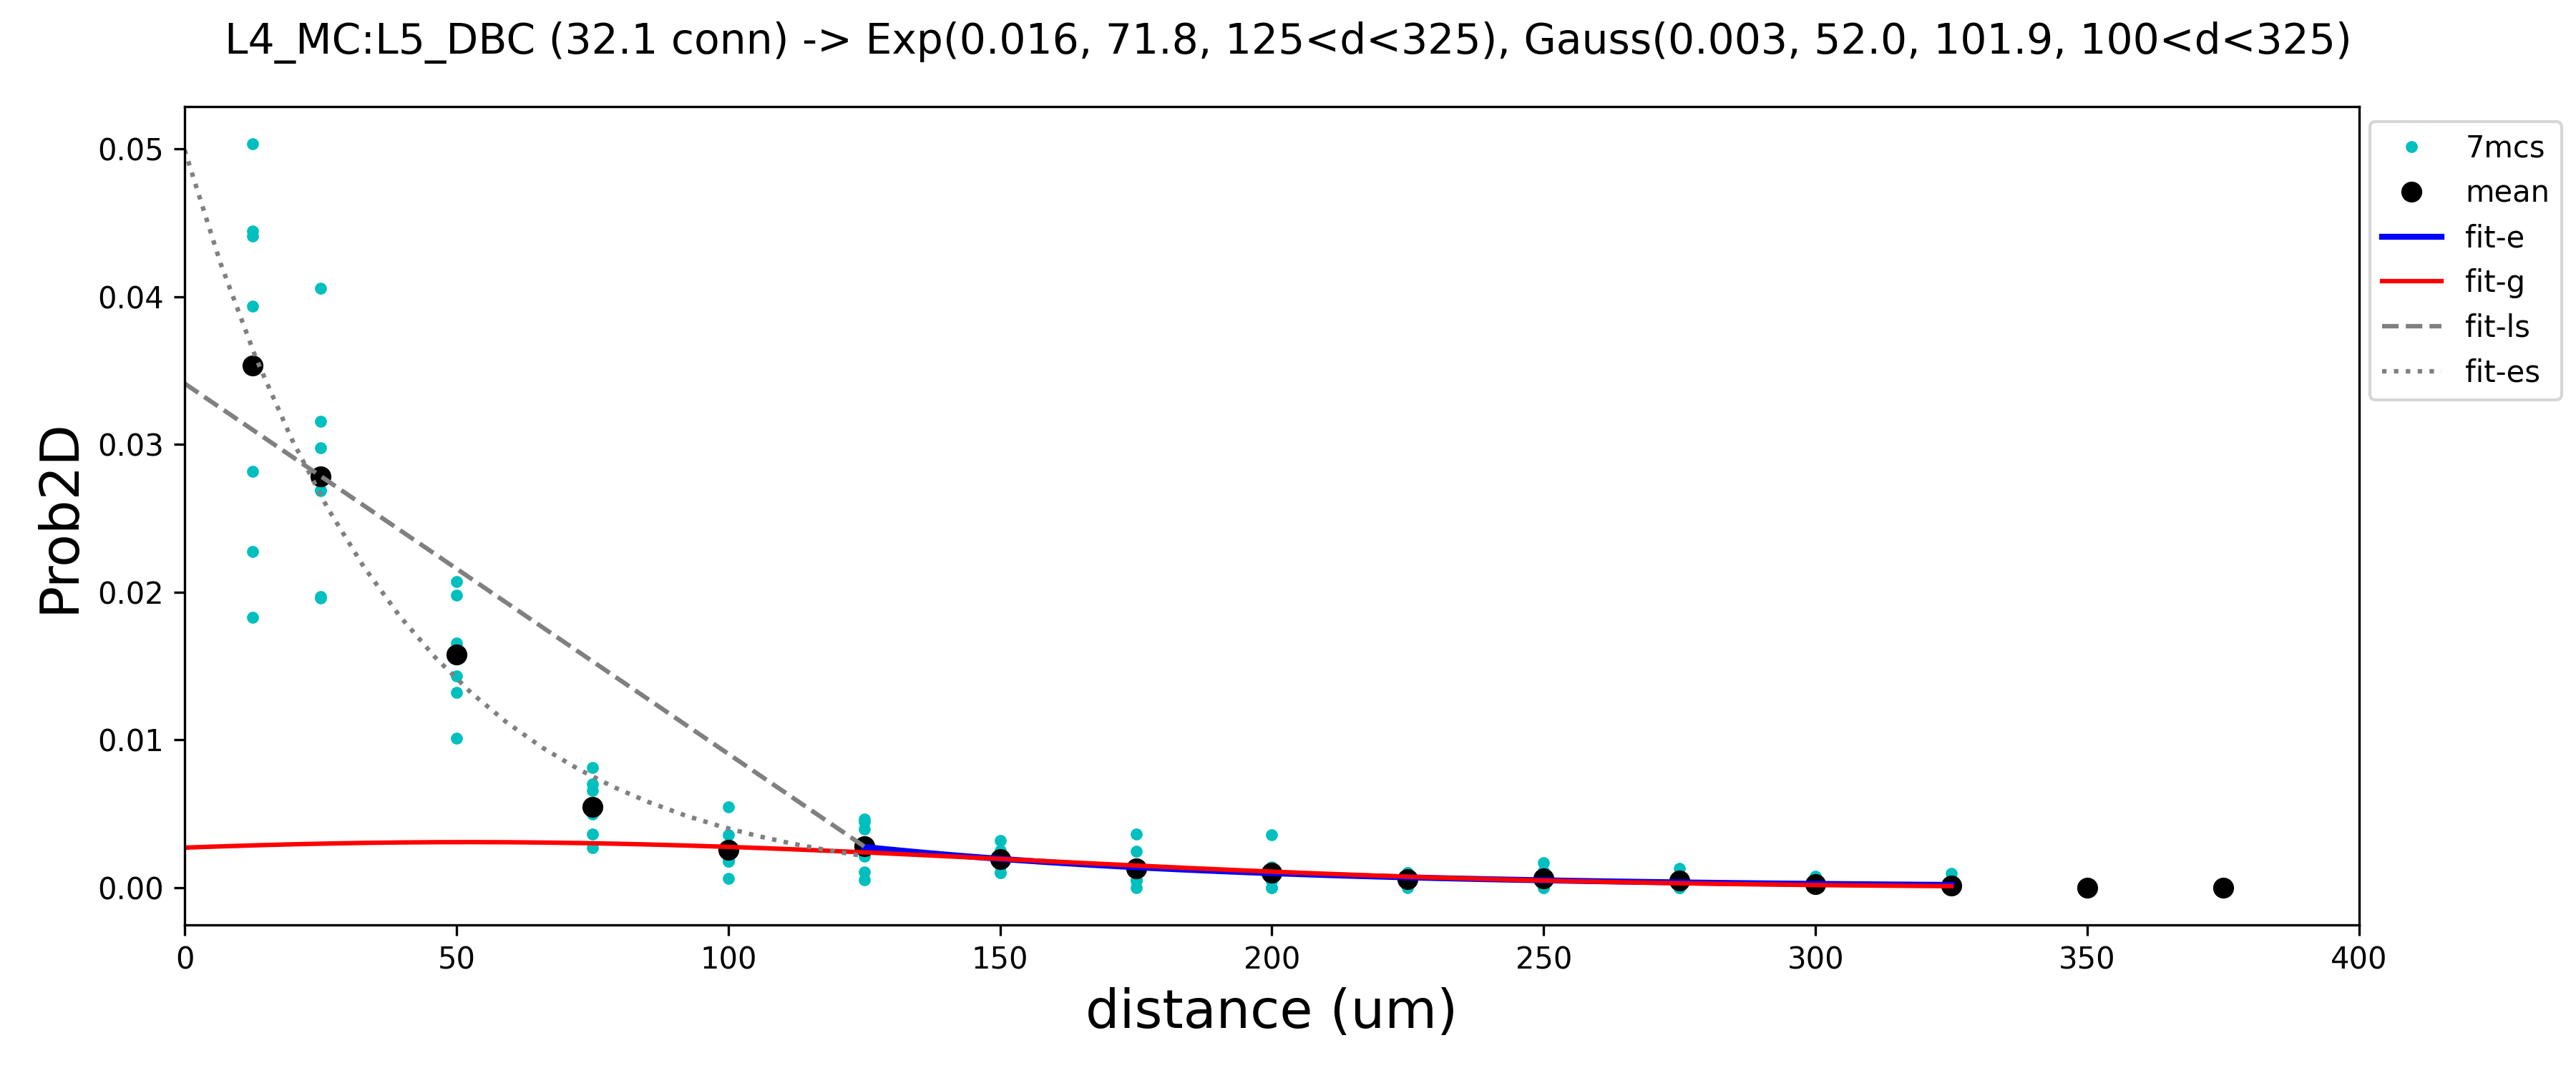 L4_MC:L5_DBC (32.1 conn) -> Exp(0.016, 71.8, 125<d<325), Gauss(0.003, 52.0, 101.9, 100<d<325)
0.05
0.04
0.03
0.02
0.01
0.00
Prob2D
0 50 100 150 200 250 300 350 400
distance (um)
7mcs
mean
fit-e
fit-g
fit-ls
fit-es